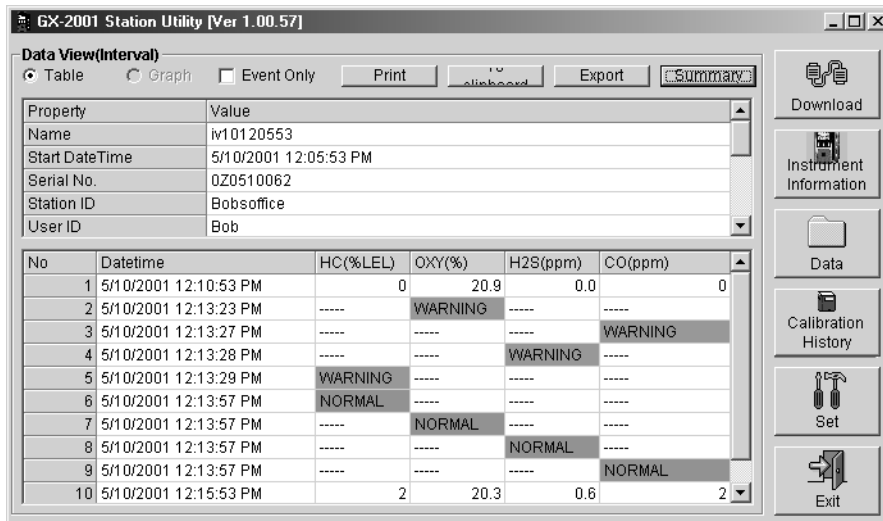 GX-2001 Station Utility [Ver 1.00.57]
Data View(Interval)
Table Graph Event Only Print clipboard Export Summary
Property Value
Name iv10120553
Start DateTime 5/10/2001 12:05:53 PM
Serial No. 0Z0510062
Station ID Bobsoffice
User ID Bob
No Datetime HC(%LEL) OXY(%) H2S(ppm) CO(ppm)
1 5/10/2001 12:10:53 PM 0 20.9 0.0 0
2 5/10/2001 12:13:23 PM ----- WARNING ----- -----
3 5/10/2001 12:13:27 PM ----- ----- ----- WARNING
4 5/10/2001 12:13:28 PM ----- ----- WARNING -----
5 5/10/2001 12:13:29 PM WARNING ----- ----- -----
6 5/10/2001 12:13:57 PM NORMAL ----- ----- -----
7 5/10/2001 12:13:57 PM ----- NORMAL ----- -----
8 5/10/2001 12:13:57 PM ----- ----- NORMAL -----
9 5/10/2001 12:13:57 PM ----- ----- ----- NORMAL
10 5/10/2001 12:15:53 PM 2 20.3 0.6 2
Download
Instrument
Information
Data
Calibration
History
Set
Exit